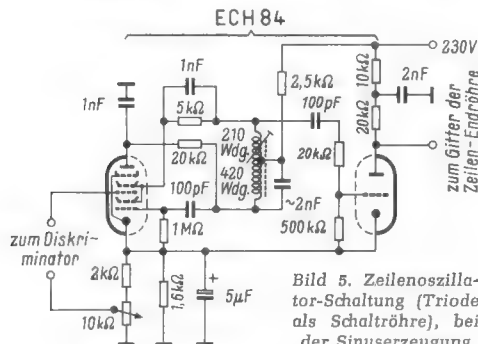 ECH 84
230V
1nF
2,5kΩ
10kΩ
2nF
1nF
5kΩ
100pF
20kΩ
210
Wdg.
420
Wdg.
20kΩ
20kΩ
100pF
~2nF
1MΩ
500kΩ
zum Gitter der
Zeilen-Endröhre
zum Diskri-
minator
2kΩ
10kΩ
1,6kΩ
5µF
+
Bild 5. Zeilenoszilla-
tor-Schaltung (Triode
als Schaltröhre), bei
der Sinuserzeugung